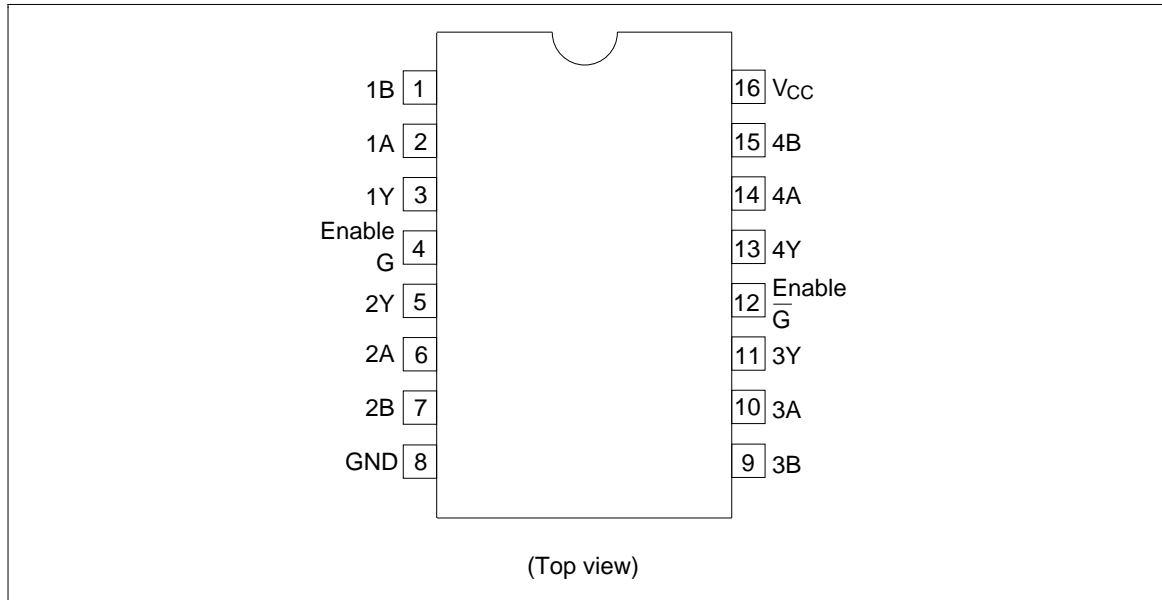 1B 1
1A 2
1Y 3
Enable
G 4
2Y 5
2A 6
2B 7
GND 8
16 VCC
15 4B
14 4A
13 4Y
12 Enable
G̅
11 3Y
10 3A
9 3B
(Top view)